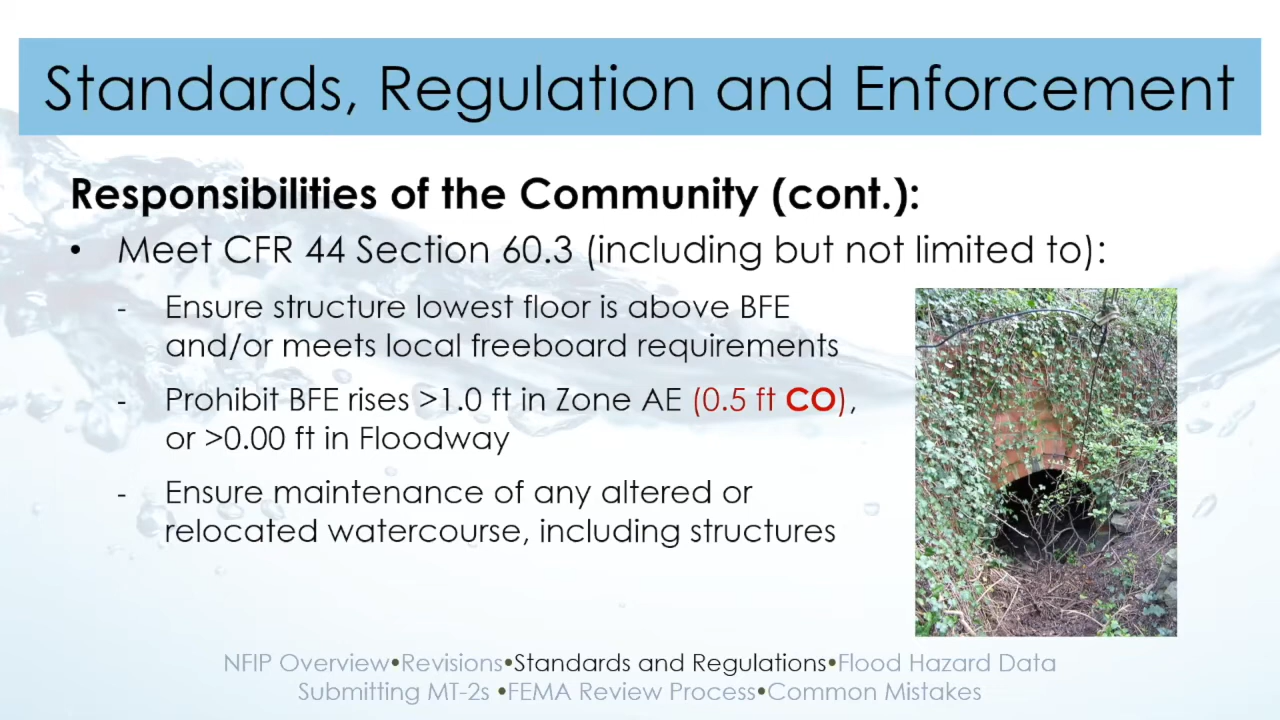 Standards, Regulation and Enforcement
Responsibilities of the Community (cont.):
• Meet CFR 44 Section 60.3 (including but not limited to):
- Ensure structure lowest floor is above BFE
and/or meets local freeboard requirements
- Prohibit BFE rises >1.0 ft in Zone AE (0.5 ft CO),
or >0.00 ft in Floodway
- Ensure maintenance of any altered or
relocated watercourse, including structures
NFIP Overview•Revisions•Standards and Regulations•Flood Hazard Data
Submitting MT-2s •FEMA Review Process•Common Mistakes